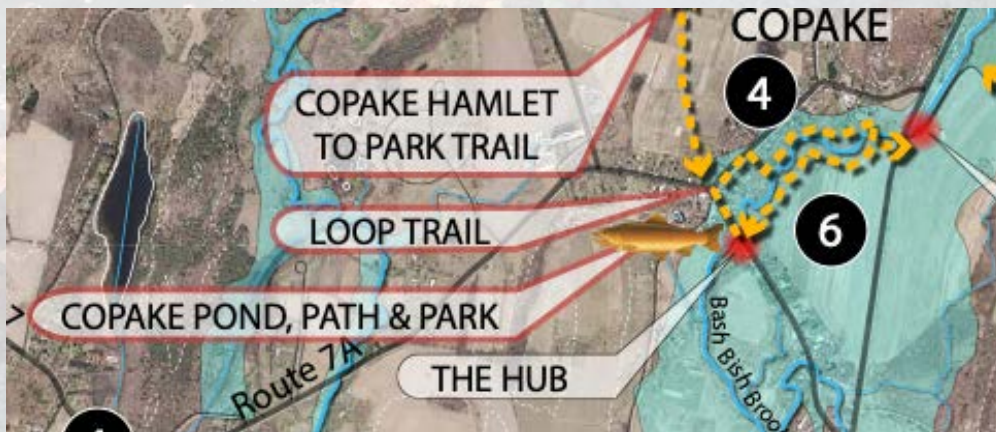 COPAKE
4
COPAKE HAMLET
TO PARK TRAIL
LOOP TRAIL
6
COPAKE POND, PATH & PARK
THE HUB
Route 7A
Bash Bish Broo